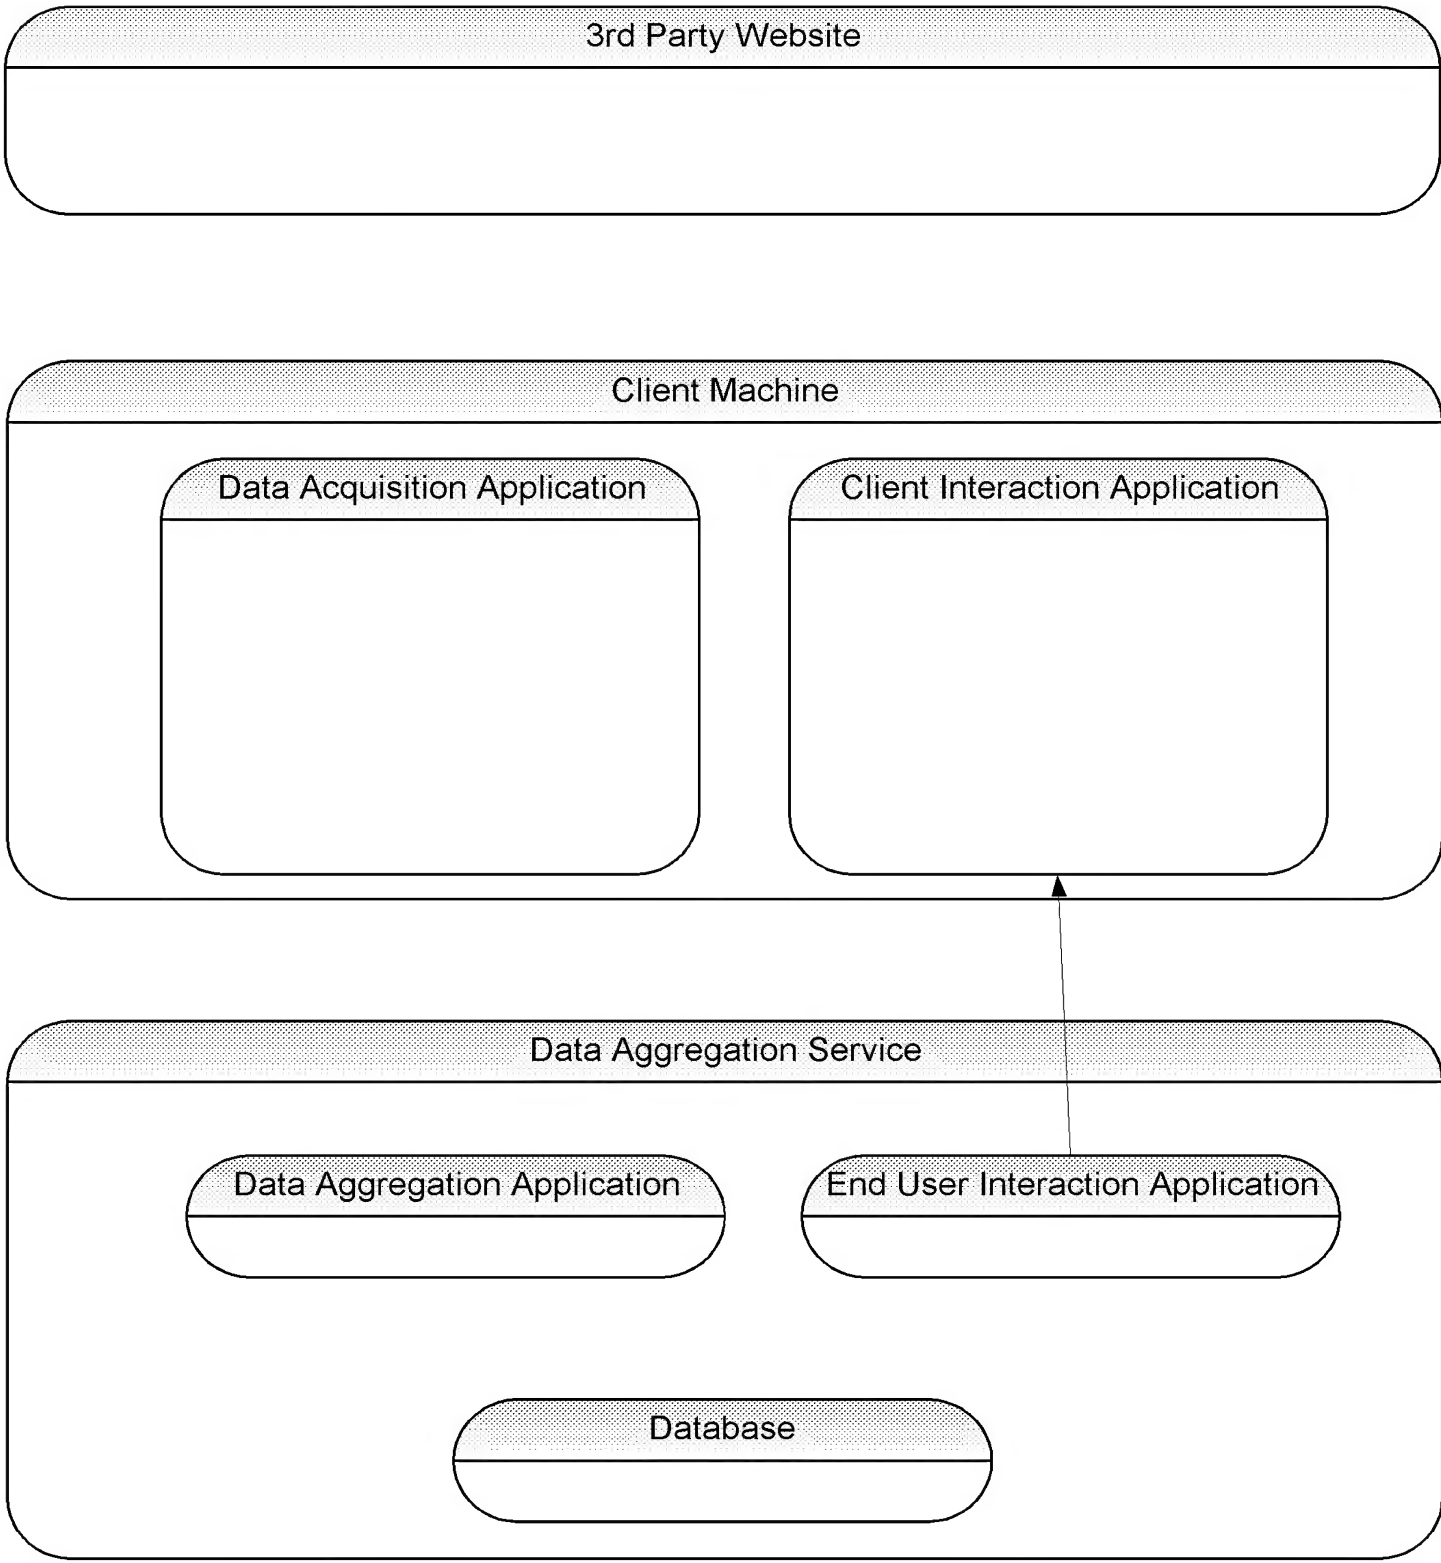 3rd Party Website
Client Machine
Data Acquisition Application
Client Interaction Application
Data Aggregation Service
Data Aggregation Application
End User Interaction Application
Database